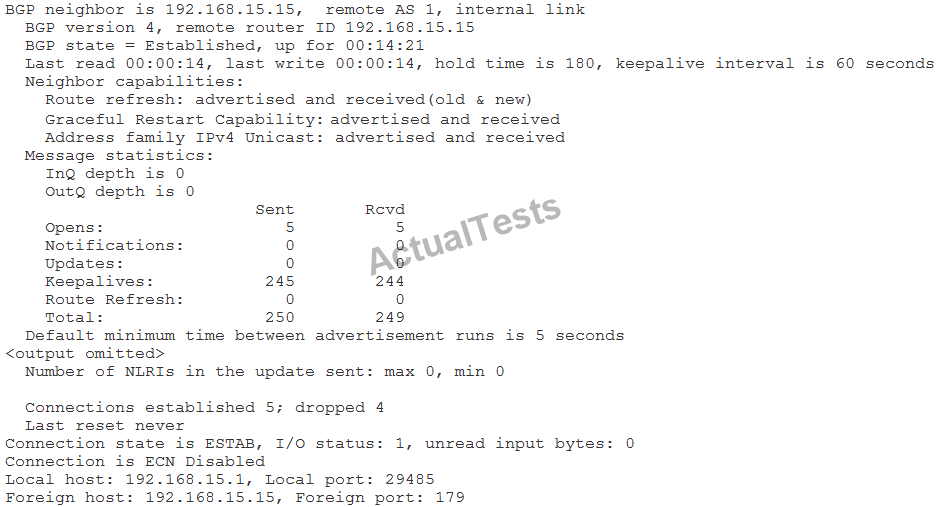 BGP neighbor is 192.168.15.15,  remote AS 1, internal link
  BGP version 4, remote router ID 192.168.15.15
  BGP state = Established, up for 00:14:21
  Last read 00:00:14, last write 00:00:14, hold time is 180, keepalive interval is 60 seconds
  Neighbor capabilities:
    Route refresh: advertised and received(old & new)
    Graceful Restart Capability: advertised and received
    Address family IPv4 Unicast: advertised and received
  Message statistics:
    InQ depth is 0
    OutQ depth is 0
                         Sent       Rcvd
    Opens:                  5          5
    Notifications:          0          0
    Updates:                0          0
    Keepalives:           245        244
    Route Refresh:          0          0
    Total:                250        249
ActualTests
  Default minimum time between advertisement runs is 5 seconds
<output omitted>
  Number of NLRIs in the update sent: max 0, min 0
  Connections established 5; dropped 4
  Last reset never
Connection state is ESTAB, I/O status: 1, unread input bytes: 0
Connection is ECN Disabled
Local host: 192.168.15.1, Local port: 29485
Foreign host: 192.168.15.15, Foreign port: 179